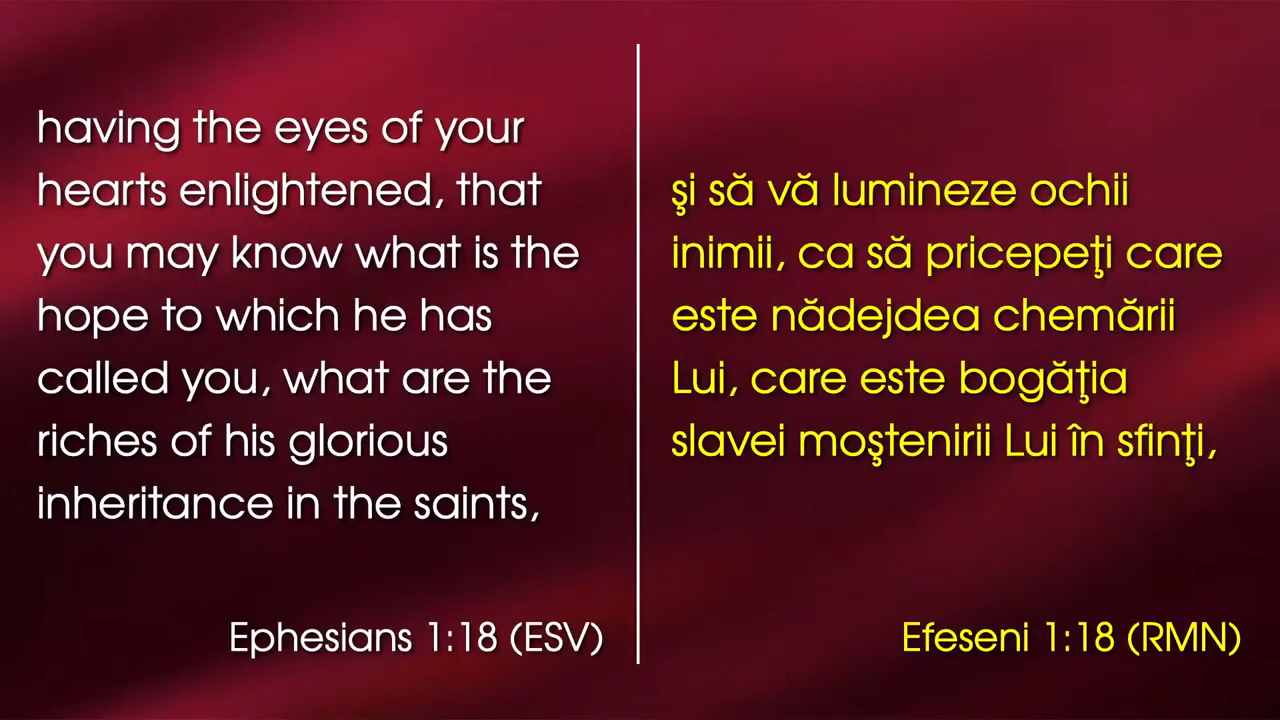 having the eyes of your
hearts enlightened, that
you may know what is the
hope to which he has
called you, what are the
riches of his glorious
inheritance in the saints,
Ephesians 1:18 (ESV)
şi să vă lumineze ochii
inimii, ca să pricepeţi care
este nădejdea chemării
Lui, care este bogăţia
slavei moştenirii Lui în sfinţi,
Efeseni 1:18 (RMN)